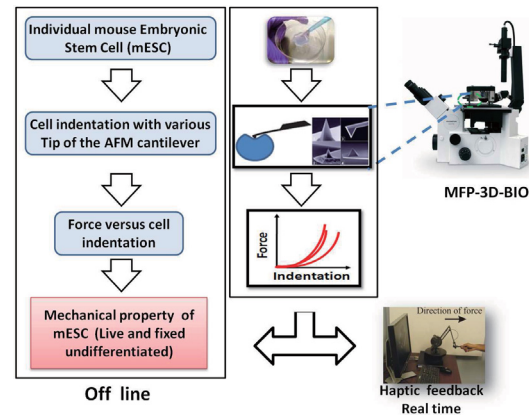 Individual mouse Embryonic
Stem Cell (mESC)
Cell indentation with various
Tip of the AFM cantilever
Force versus cell
indentation
Mechanical property of
mESC (Live and fixed
undifferentiated)
Off line
Force
Indentation
MFP-3D-BIO
Direction of force
Haptic feedback
Real time